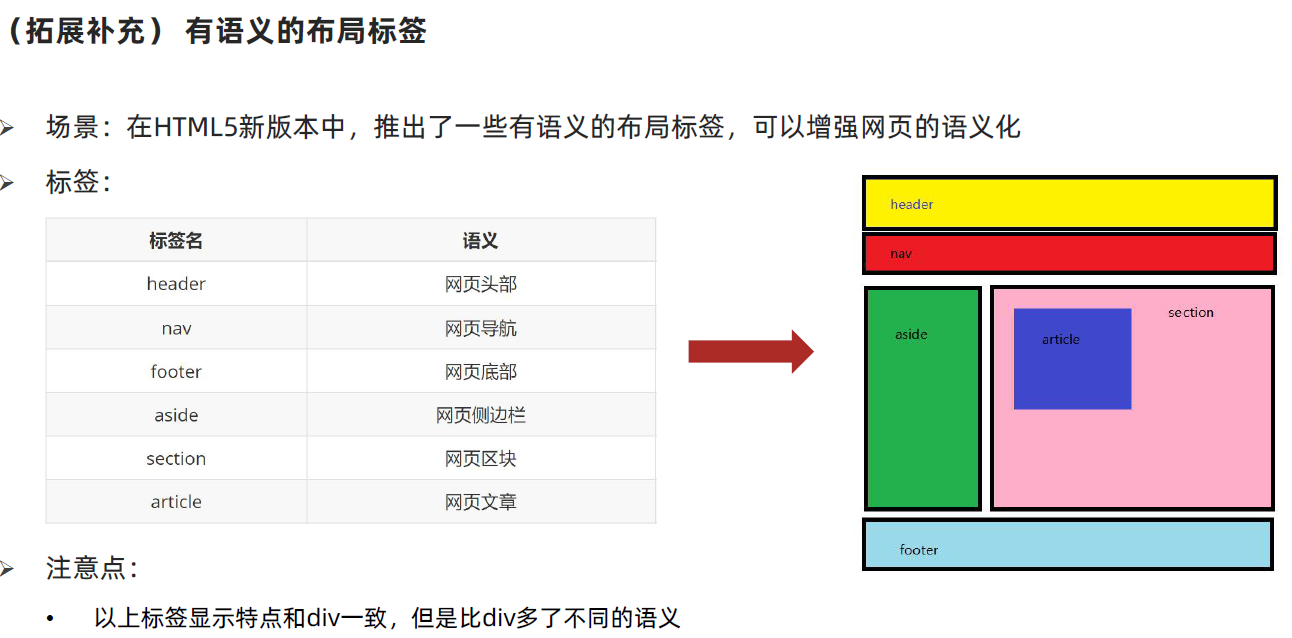 （拓展补充） 有语义的布局标签
场景：在HTML5新版本中，推出了一些有语义的布局标签，可以增强网页的语义化
标签：
标签名 语义
header 网页头部
nav 网页导航
footer 网页底部
aside 网页侧边栏
section 网页区块
article 网页文章
header
nav
aside
article
section
footer
注意点：
以上标签显示特点和div一致，但是比div多了不同的语义